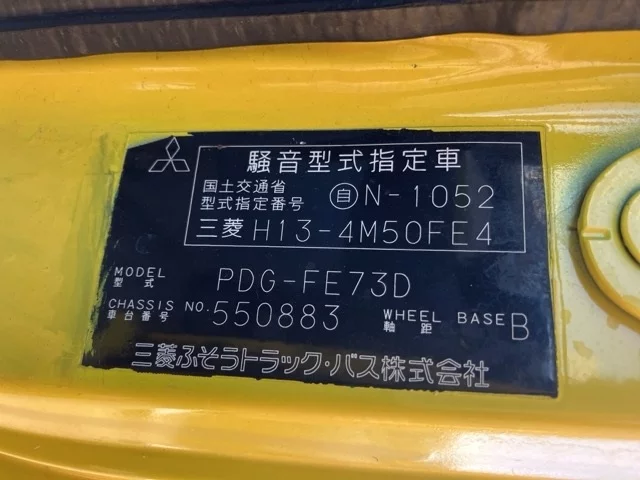 騒音型式指定車
国土交通省
型式指定番号 自 N-1052
三菱 H13-4M50FE4
MODEL
型式 PDG-FE73D
CHASSIS NO. 550883 WHEEL BASE B
車台番号 軸距
三菱ふそうトラック・バス株式会社